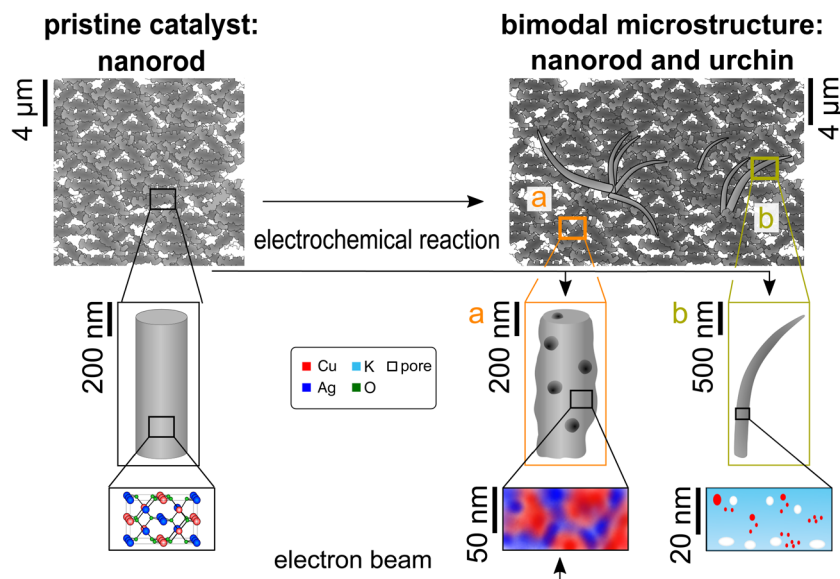 pristine catalyst:
nanorod
bimodal microstructure:
nanorod and urchin
4 µm
4 µm
a
b
electrochemical reaction
200 nm
a
200 nm
b
500 nm
Cu K pore
Ag O
50 nm
20 nm
electron beam